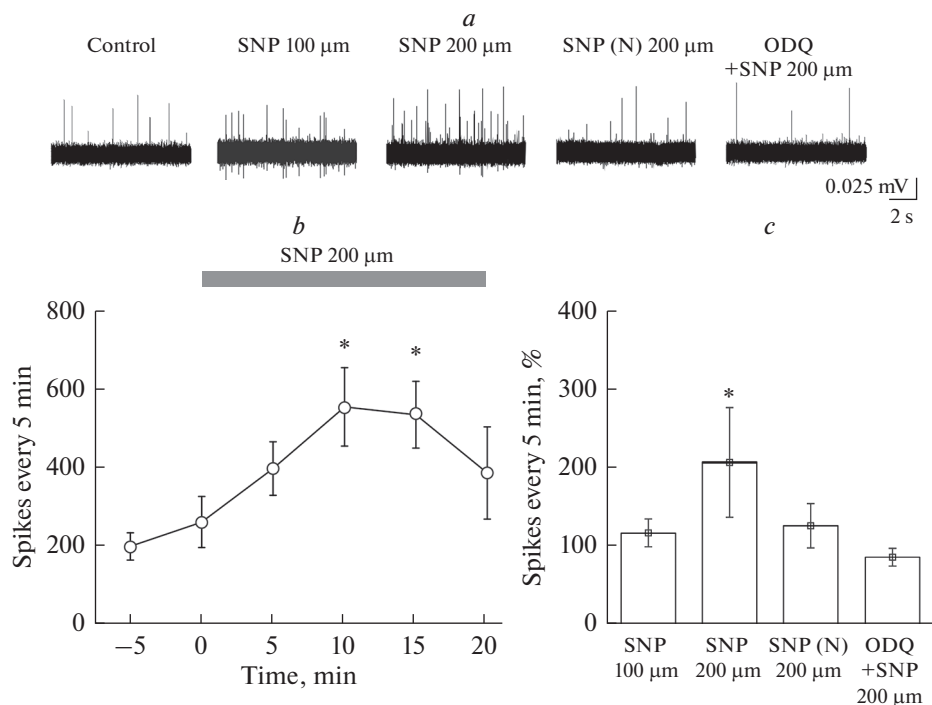 a
Control
SNP 100 μm
SNP 200 μm
SNP (N) 200 μm
ODQ
+SNP 200 μm
0.025 mV
2 s
b
SNP 200 μm
800
600
400
200
0
Spikes every 5 min
* *
−5 0 5 10 15 20
Time, min
c
400
300
200
100
0
Spikes every 5 min, %
*
SNP
100 μm
SNP
200 μm
SNP (N)
200 μm
ODQ
+SNP
200 μm